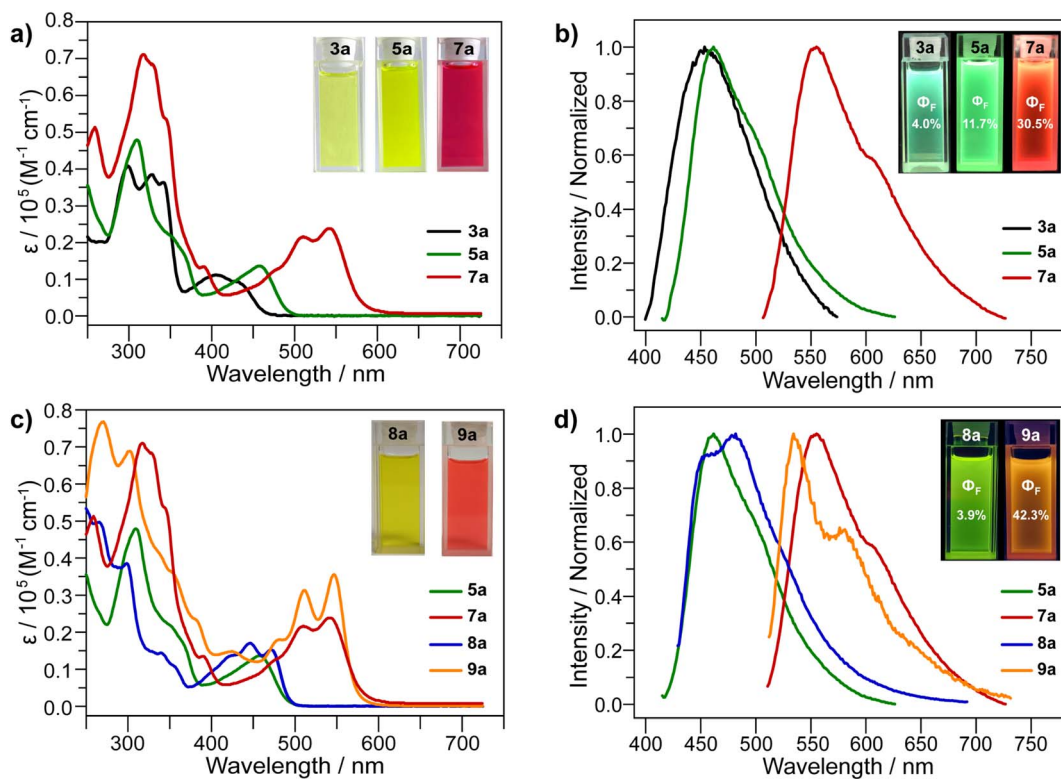 a)
ε / 10⁵ (M⁻¹ cm⁻¹)
0.8
0.7
0.6
0.5
0.4
0.3
0.2
0.1
0.0
3a 5a 7a
3a
5a
7a
300 400 500 600 700
Wavelength / nm
b)
Intensity / Normalized
1.0
0.8
0.6
0.4
0.2
0.0
3a 5a 7a
Φ_F Φ_F Φ_F
4.0% 11.7% 30.5%
3a
5a
7a
400 450 500 550 600 650 700 750
Wavelength / nm
c)
ε / 10⁵ (M⁻¹ cm⁻¹)
0.8
0.7
0.6
0.5
0.4
0.3
0.2
0.1
0.0
8a 9a
5a
7a
8a
9a
300 400 500 600 700
Wavelength / nm
d)
Intensity / Normalized
1.0
0.8
0.6
0.4
0.2
0.0
8a 9a
Φ_F Φ_F
3.9% 42.3%
5a
7a
8a
9a
400 450 500 550 600 650 700 750
Wavelength / nm